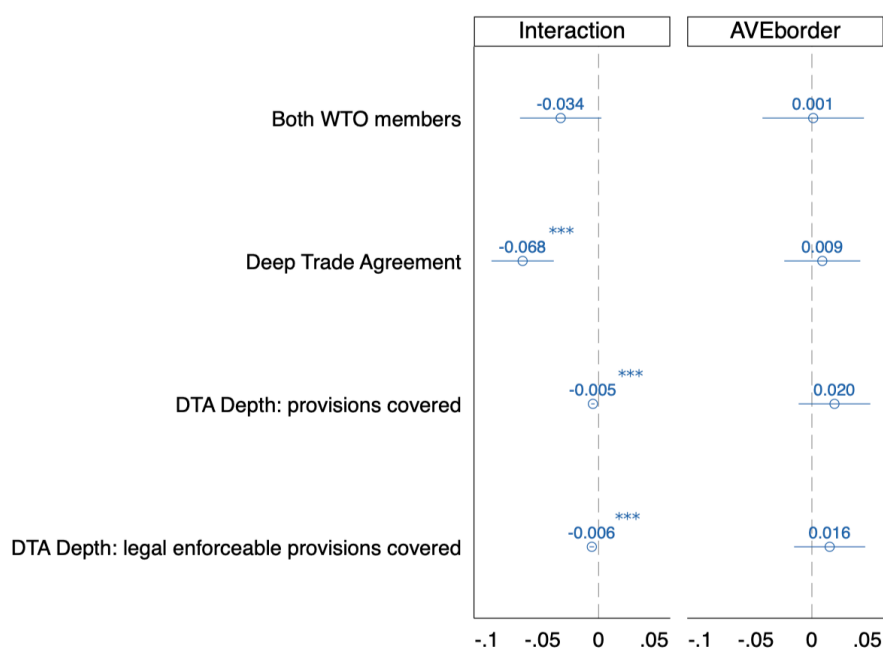 Interaction AVEborder
Both WTO members -0.034 0.001
Deep Trade Agreement -0.068 *** 0.009
DTA Depth: provisions covered -0.005 *** 0.020
DTA Depth: legal enforceable provisions covered -0.006 *** 0.016
-.1 -.05 0 .05 -.1 -.05 0 .05